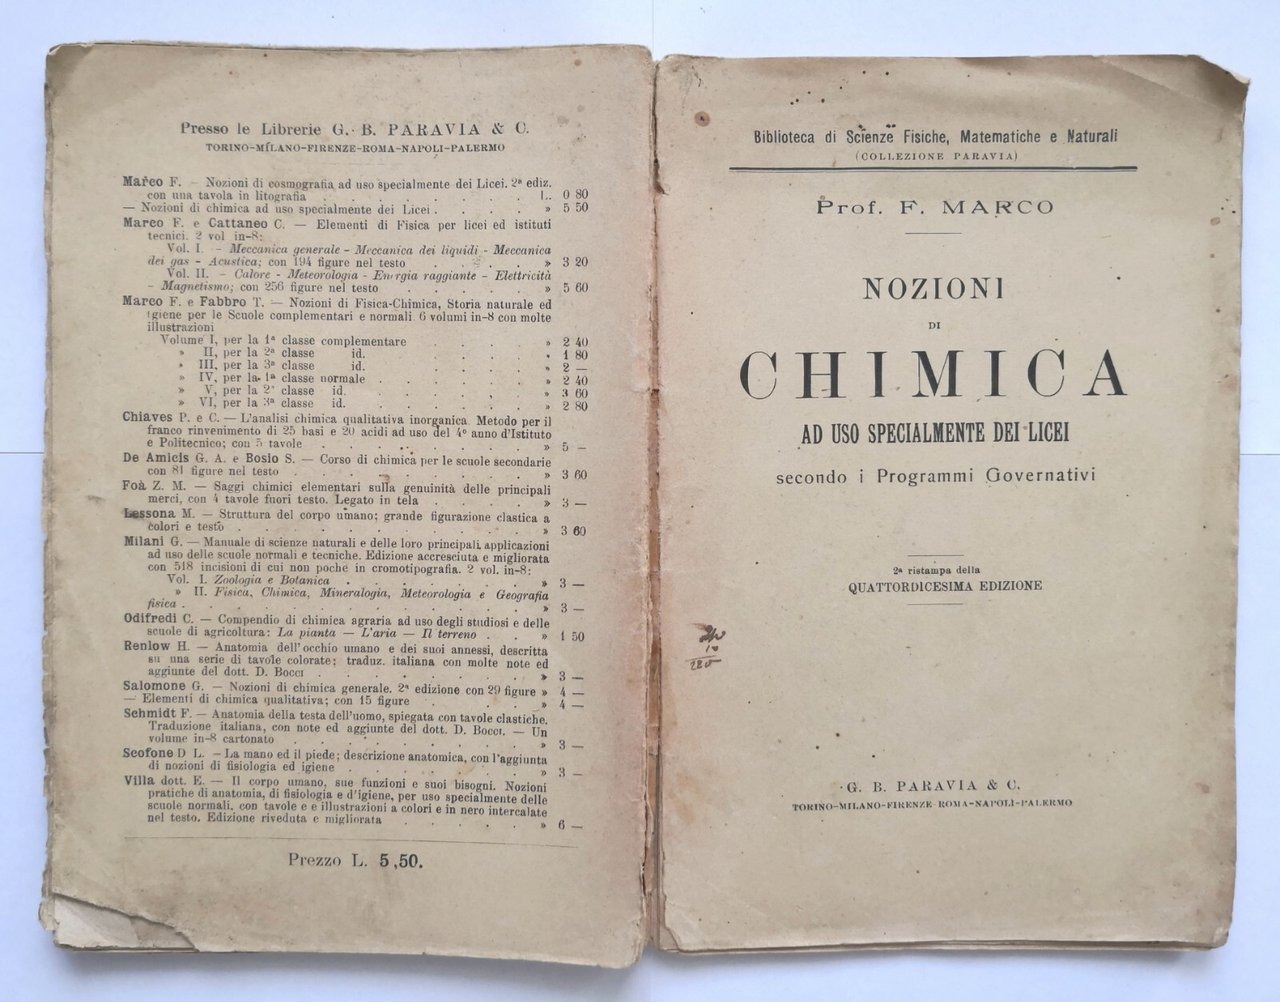 Presso le Librerie G. B. PARAVIA & C.
TORINO-MILANO-FIRENZE-ROMA-NAPOLI-PALERMO
Marco F. — Nozioni di cosmografia ad uso specialmente dei Licei. 2ª ediz.
con una tavola in litografia . . . . . . . L. 0 80
— Nozioni di chimica ad uso specialmente dei Licei . . . . » 5 50
Marco F. e Cattaneo C. — Elementi di Fisica per licei ed istituti
tecnici. 2 vol in-8:
Vol. I. - Meccanica generale - Meccanica dei liquidi - Meccanica
dei gas - Acustica; con 194 figure nel testo . . . . » 3 20
Vol. II. - Calore - Meteorologia - Energia raggiante - Elettricità
- Magnetismo; con 256 figure nel testo . . . . . » 5 60
Marco F. e Fabbro T. — Nozioni di Fisica-Chimica, Storia naturale ed
igiene per le Scuole complementari e normali. 6 volumi in-8 con molte
illustrazioni
Volume I, per la 1ª classe complementare . . . . » 2 40
» II, per la 2ª classe id. . . . . » 1 80
» III, per la 3ª classe id. . . . . » 2 —
» IV, per la 1ª classe normale . . . . . » 2 40
» V, per la 2ª classe id. . . . . . » 3 60
» VI, per la 3ª classe id. . . . . . » 2 80
Chiaves P. e C. — L'analisi chimica qualitativa inorganica. Metodo per il
franco rinvenimento di 25 basi e 20 acidi ad uso del 4º anno d'Istituto
e Politecnico; con 5 tavole . . . . . . . » 5 —
De Amicis G. A. e Bosio S. — Corso di chimica per le scuole secondarie
con 81 figure nel testo . . . . . . . . » 3 60
Foà Z. M. — Saggi chimici elementari sulla genuinità delle principali
merci, con 4 tavole fuori testo. Legato in tela . . . . » 3 —
Lessona M. — Struttura del corpo umano; grande figurazione clastica a
colori e testo . . . . . . . . . » 3 60
Milani G. — Manuale di scienze naturali e delle loro principali applicazioni
ad uso delle scuole normali e tecniche. Edizione accresciuta e migliorata
con 518 incisioni di cui non poche in cromotipografia. 2 vol. in-8:
Vol. I. Zoologia e Botanica . . . . . . . » 3 —
» II. Fisica, Chimica, Mineralogia, Meteorologia e Geografia
fisica . . . . . . . . . . . » 3 —
Odifredi C. — Compendio di chimica agraria ad uso degli studiosi e delle
scuole di agricoltura: La pianta — L'aria — Il terreno . . » 1 50
Renlow H. — Anatomia dell'occhio umano e dei suoi annessi, descritta
su una serie di tavole colorate; traduz. italiana con molte note ed
aggiunte del dott. D. Bocci . . . . . . . » 3 —
Salomone G. — Nozioni di chimica generale. 2ª edizione con 29 figure » 4 —
— Elementi di chimica qualitativa; con 15 figure . . . . » 4 —
Schmidt F. — Anatomia della testa dell'uomo, spiegata con tavole clastiche.
Traduzione italiana, con note ed aggiunte del dott. D. Bocci. — Un
volume in-8 cartonato . . . . . . . . » 3 —
Scofone D L. — La mano ed il piede; descrizione anatomica, con l'aggiunta
di nozioni di fisiologia ed igiene . . . . . . » 3 —
Villa dott. E. — Il corpo umano, sue funzioni e suoi bisogni. Nozioni
pratiche di anatomia, di fisiologia e d'igiene, per uso specialmente delle
scuole normali, con tavole e e illustrazioni a colori e in nero intercalate
nel testo. Edizione riveduta e migliorata . . . . . » 6 —
Prezzo L. 5,50.
Biblioteca di Scienze Fisiche, Matematiche e Naturali
(COLLEZIONE PARAVIA)
Prof. F. MARCO
NOZIONI
DI
CHIMICA
AD USO SPECIALMENTE DEI LICEI
secondo i Programmi Governativi
2ª ristampa della
QUATTORDICESIMA EDIZIONE
G. B. PARAVIA & C.
TORINO-MILANO-FIRENZE-ROMA-NAPOLI-PALERMO